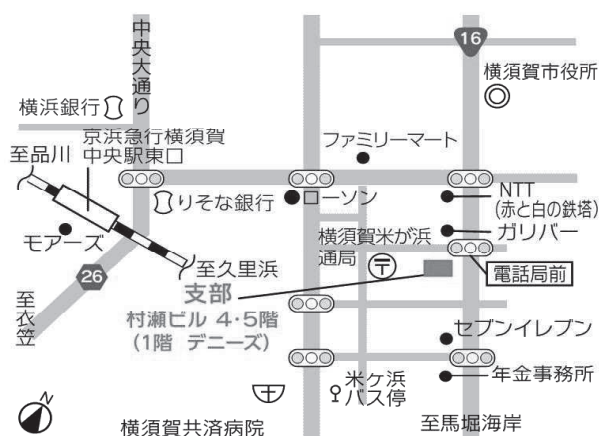 中央大通り
16
横須賀市役所
横浜銀行
京浜急行横須賀
中央駅東口
至品川
ファミリーマート
りそな銀行
ローソン
NTT
(赤と白の鉄塔)
ガリバー
モアーズ
横須賀米が浜
通局
〒
電話局前
至久里浜
26
至衣笠
支部
村瀬ビル 4・5階
(1階 デニーズ)
セブンイレブン
年金事務所
米ヶ浜
バス停
横須賀共済病院
至馬堀海岸
N